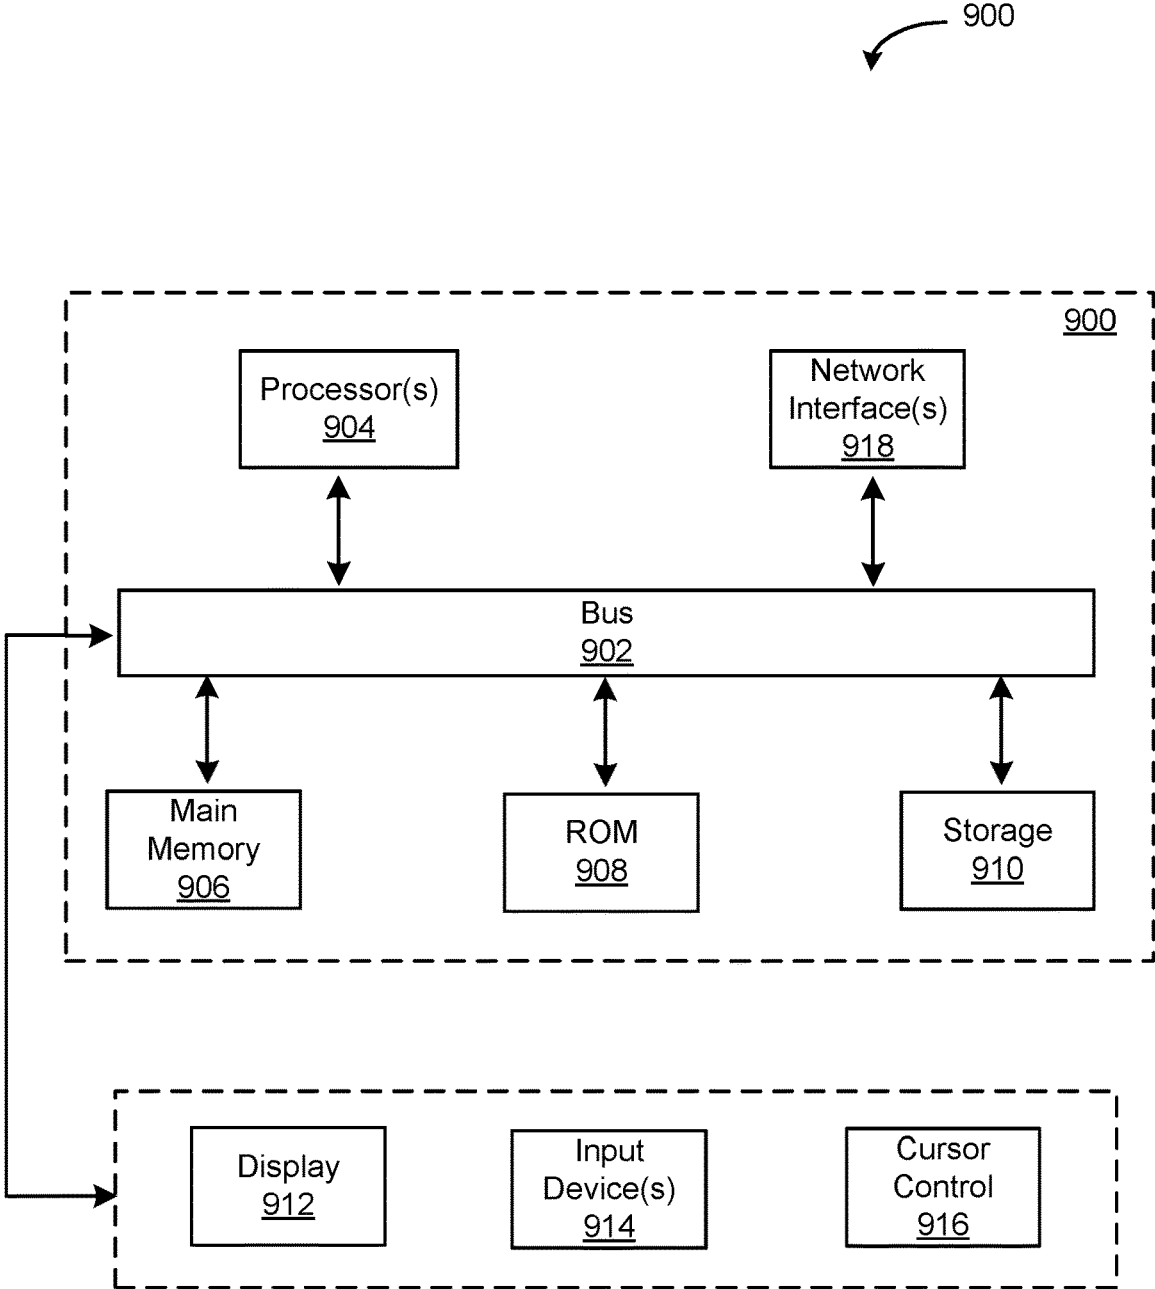 900
900
Processor(s)
904
Network
Interface(s)
918
Bus
902
Main
Memory
906
ROM
908
Storage
910
Display
912
Input
Device(s)
914
Cursor
Control
916